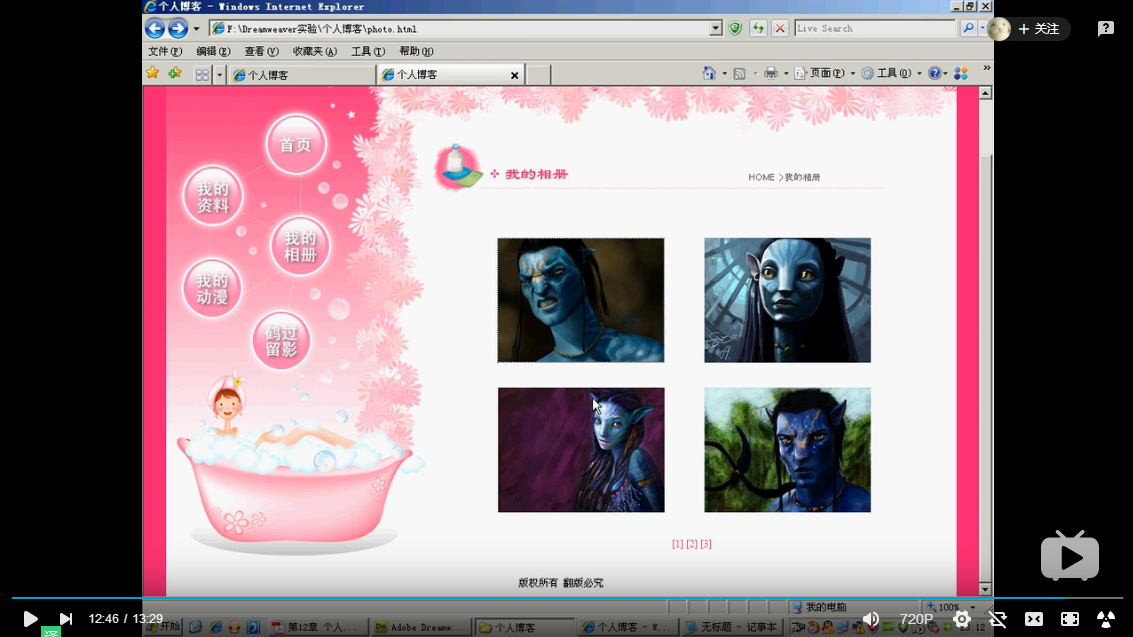 个人博客 - Windows Internet Explorer
F:\Dreamweaver实验\个人博客\photo.html
Live Search
+ 关注
文件(F) 编辑(E) 查看(V) 收藏夹(A) 工具(T) 帮助(H)
个人博客
个人博客
页面(P)
工具(O)
首页
我的
资料
我的
相册
我的
动漫
鹤过
留影
我的相册
HOME >我的相册
[1] [2] [3]
版权所有 翻版必究
我的电脑
100%
12:46 / 13:29
720P
译
开始
第12章 个人...
Adobe Dreamw...
个人博客
个人博客 - W...
无标题 - 记事本